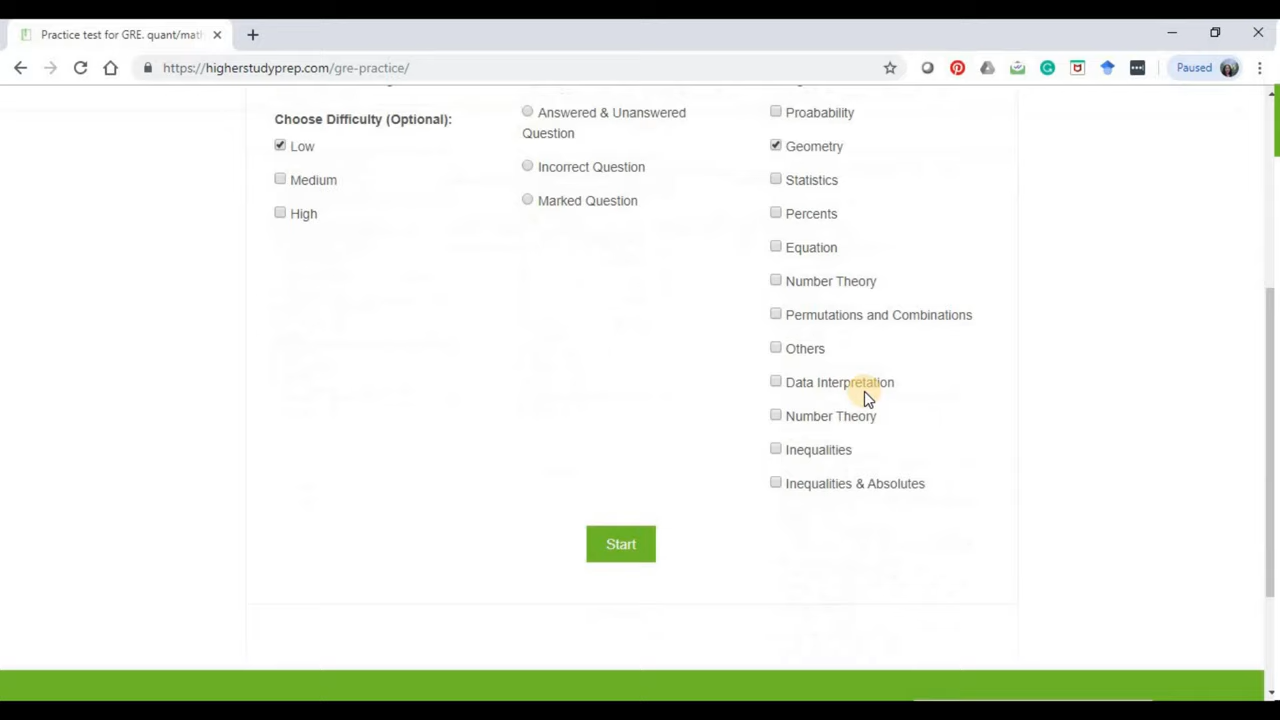 Practice test for GRE. quant/mat
https://higherstudyprep.com/gre-practice/
Paused
Choose Difficulty (Optional):
Low
Medium
High
Answered & Unanswered
Question
Incorrect Question
Marked Question
Proabability
Geometry
Statistics
Percents
Equation
Number Theory
Permutations and Combinations
Others
Data Interpretation
Number Theory
Inequalities
Inequalities & Absolutes
Start